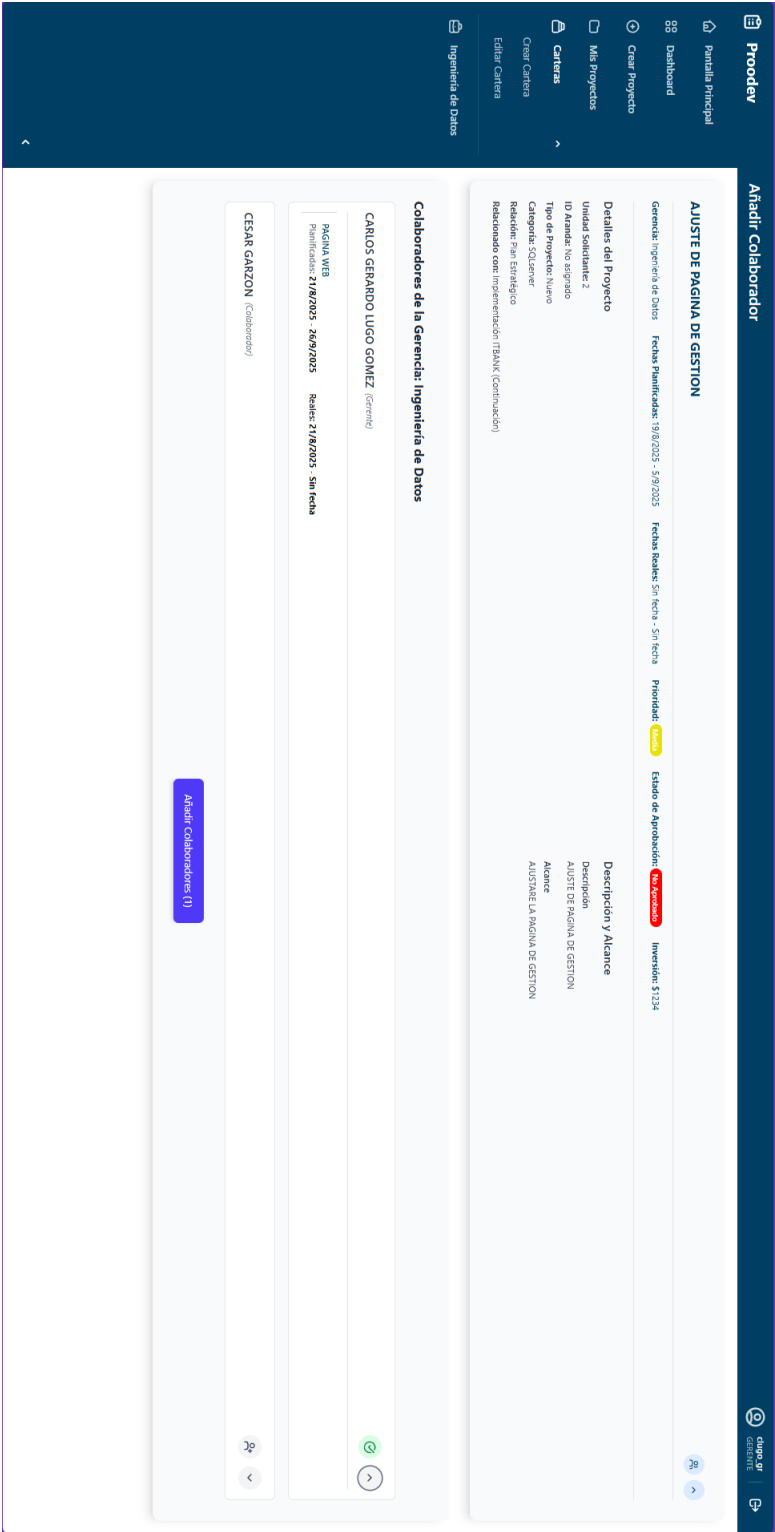 Proodev
Pantalla Principal
Dashboard
Crear Proyecto
Mis Proyectos
Carteras
Crear Cartera
Editar Cartera
Ingeniería de Datos
Añadir Colaborador
clugo_gr
GERENTE
AJUSTE DE PAGINA DE GESTION
Gerencia: Ingeniería de Datos Fechas Planificadas: 19/8/2025 - 5/9/2025 Fechas Reales: Sin fecha - Sin fecha Prioridad: Media Estado de Aprobación: No Aprobado Inversión: $1234
Detalles del Proyecto
Unidad Solicitante: 2
ID Aranda: No asignado
Tipo de Proyecto: Nuevo
Categoría: SQLserver
Relación: Plan Estratégico
Relacionado con: Implementación ITBANK (Continuación)
Descripción y Alcance
Descripción
AJUSTE DE PAGINA DE GESTION
Alcance
AJUSTARE LA PAGINA DE GESTION
Colaboradores de la Gerencia: Ingeniería de Datos
CARLOS GERARDO LUGO GOMEZ (Gerente)
PAGINA WEB
Planificadas: 21/8/2025 - 26/9/2025 Reales: 21/8/2025 - Sin fecha
CESAR GARZON (Colaborador)
Añadir Colaboradores (1)